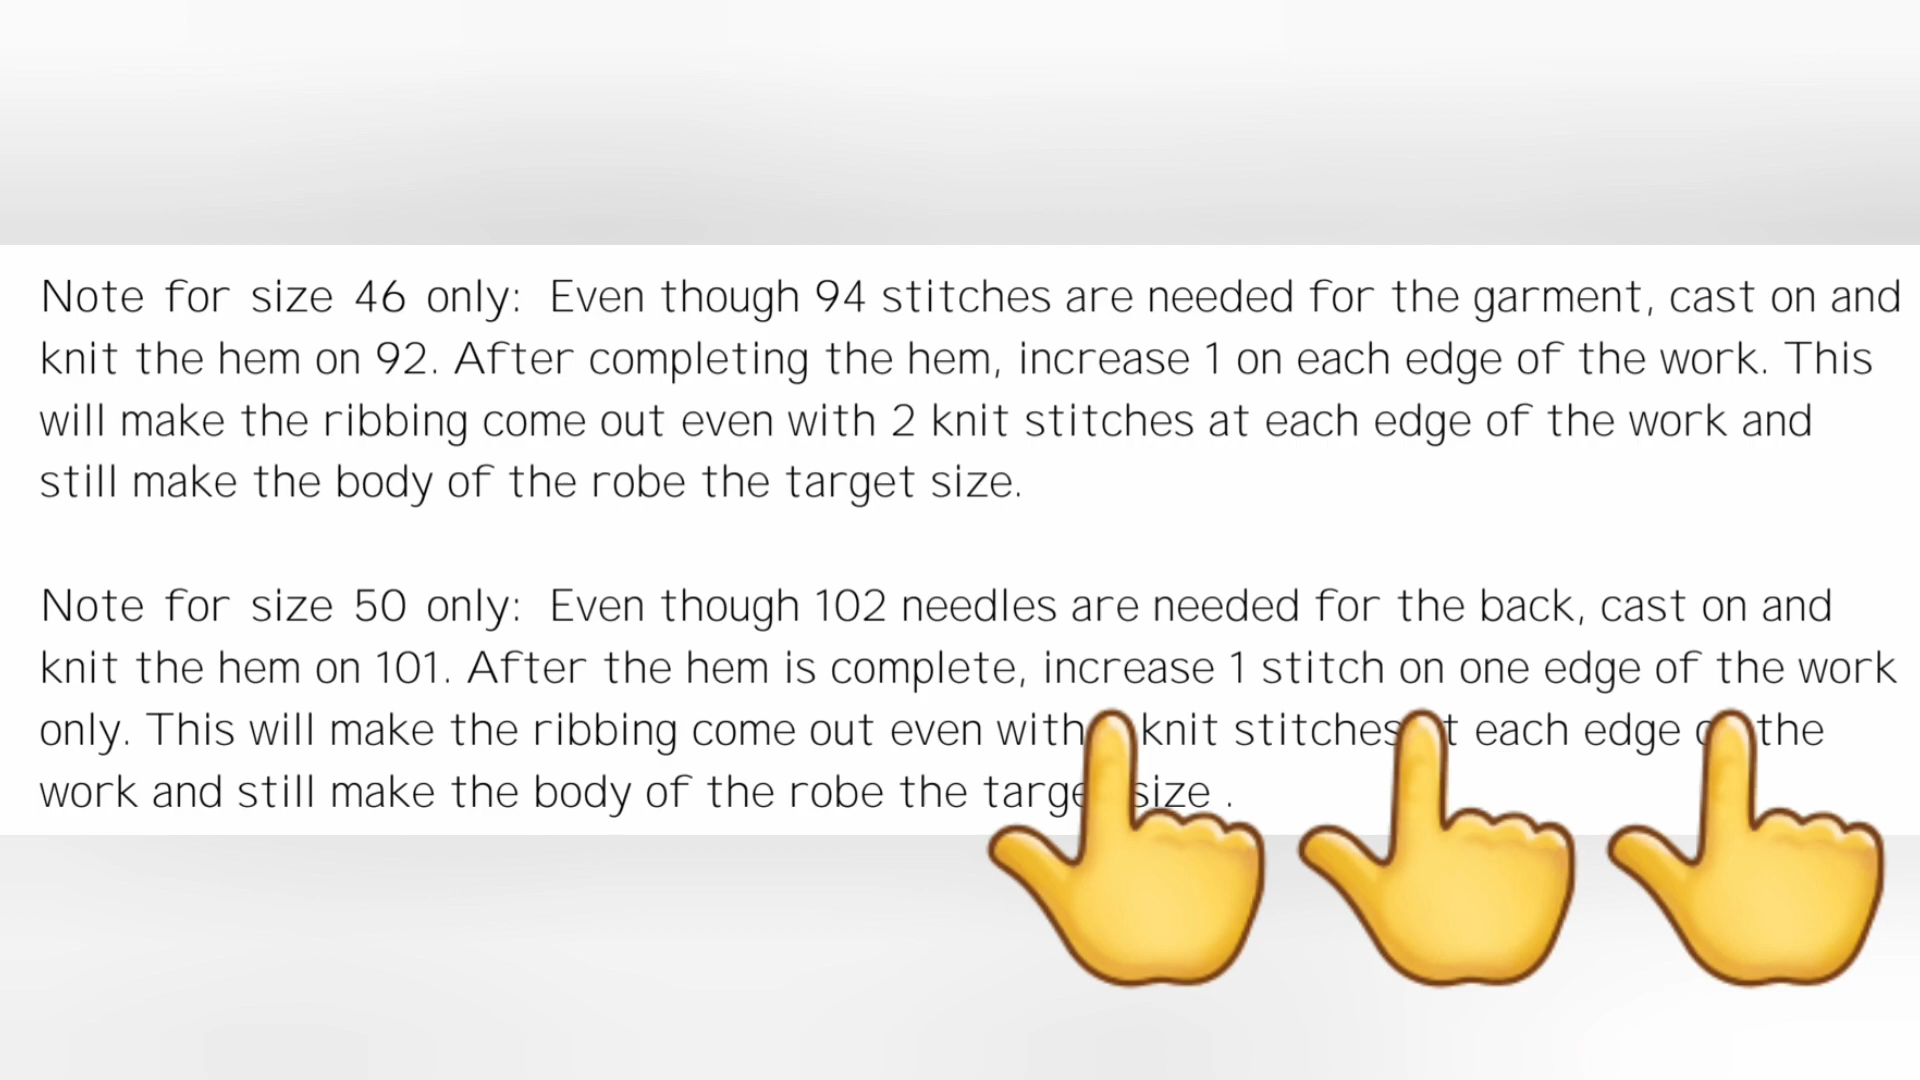 Note for size 46 only: Even though 94 stitches are needed for the garment, cast on and
knit the hem on 92. After completing the hem, increase 1 on each edge of the work. This
will make the ribbing come out even with 2 knit stitches at each edge of the work and
still make the body of the robe the target size.
Note for size 50 only: Even though 102 needles are needed for the back, cast on and
knit the hem on 101. After the hem is complete, increase 1 stitch on one edge of the work
only. This will make the ribbing come out even with knit stitches at each edge of the
work and still make the body of the robe the target size .